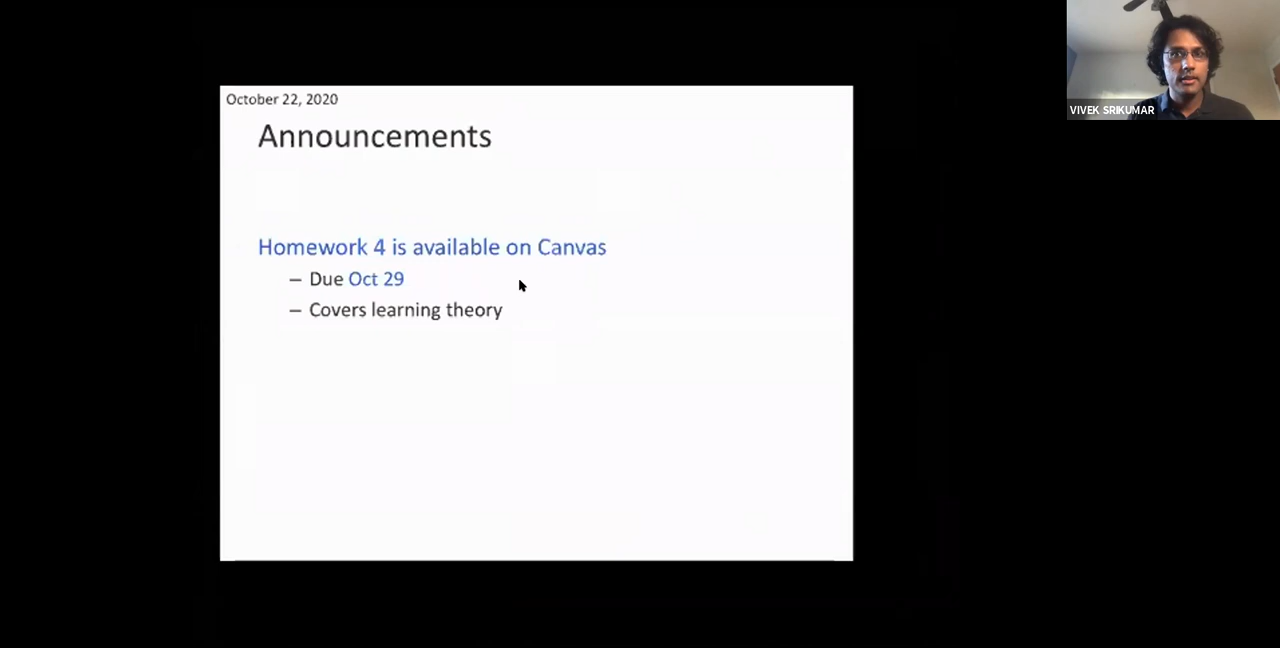 October 22, 2020
Announcements
Homework 4 is available on Canvas
– Due Oct 29
– Covers learning theory
VIVEK SRIKUMAR